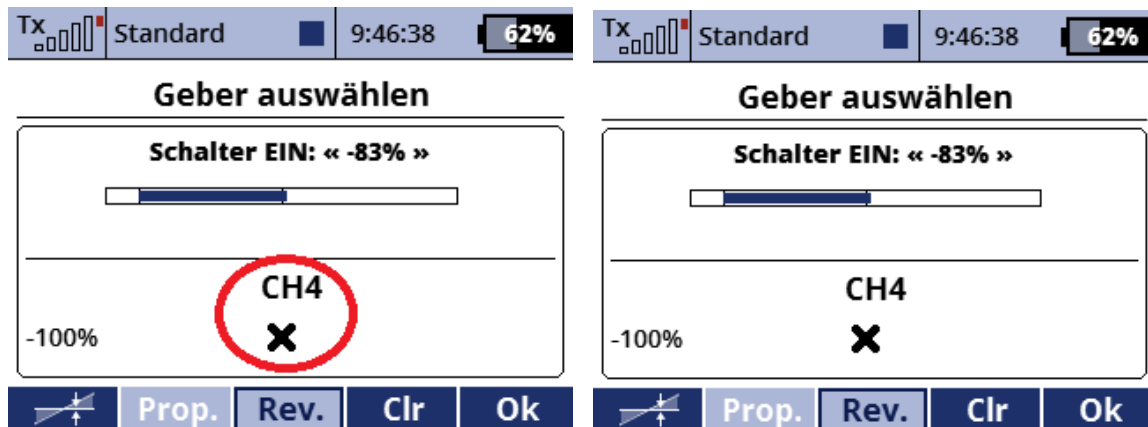 Tx Standard 9:46:38 62%
Geber auswählen
Schalter EIN: « -83% »
CH4
-100%
Prop. Rev. Clr Ok
Tx Standard 9:46:38 62%
Geber auswählen
Schalter EIN: « -83% »
CH4
-100%
Prop. Rev. Clr Ok